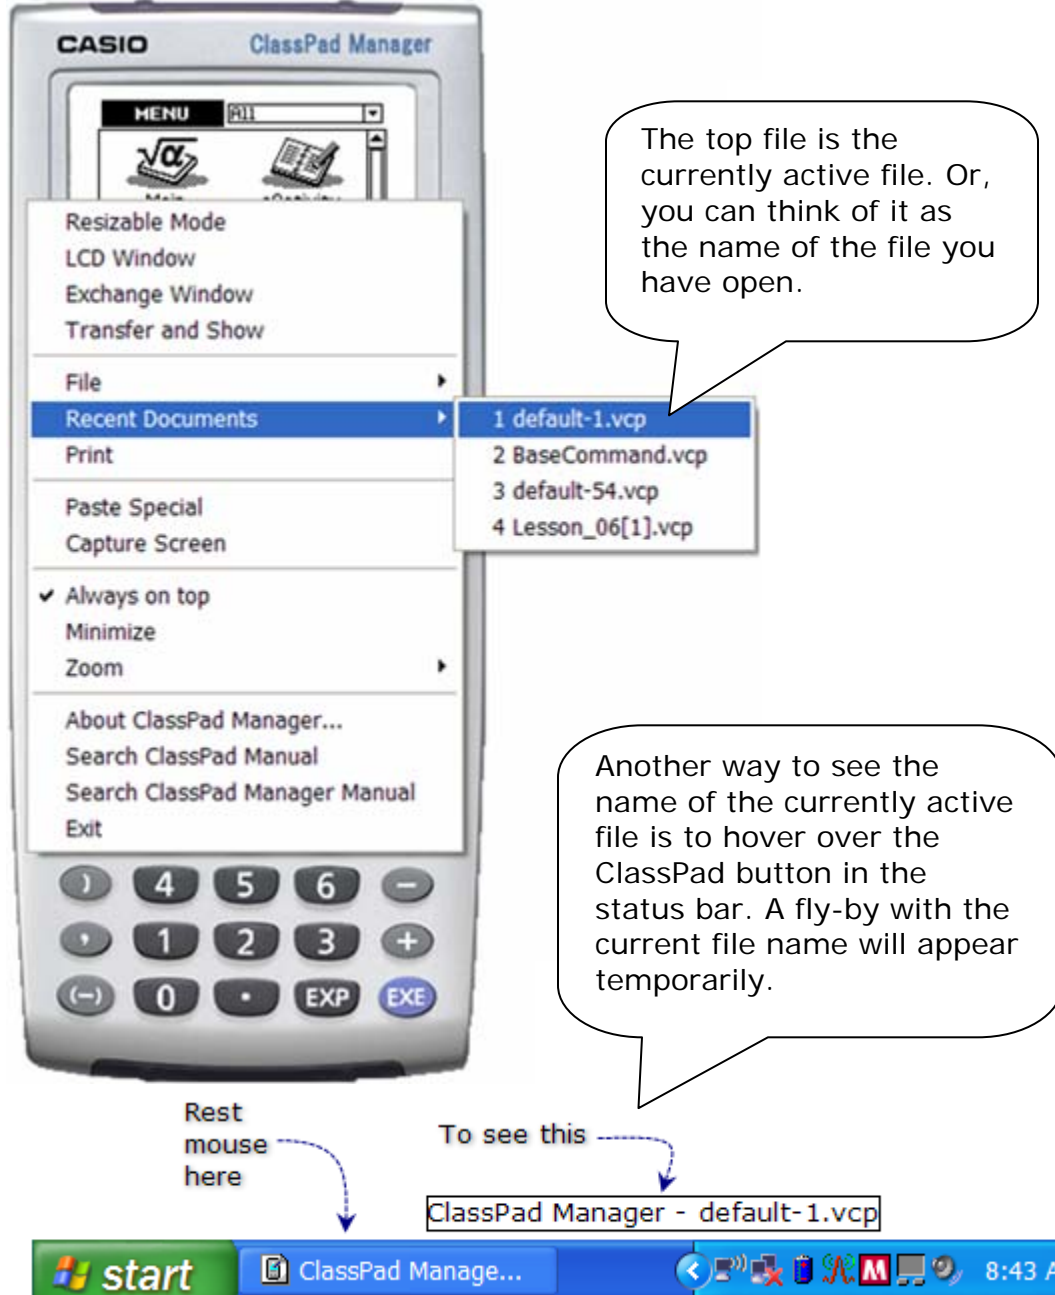 CASIO ClassPad Manager
MENU All
√α
The top file is the
currently active file. Or,
you can think of it as
the name of the file you
have open.
Resizable Mode
LCD Window
Exchange Window
Transfer and Show
File
Recent Documents
Print
Paste Special
Capture Screen
Always on top
Minimize
Zoom
About ClassPad Manager...
Search ClassPad Manual
Search ClassPad Manager Manual
Exit
1 default-1.vcp
2 BaseCommand.vcp
3 default-54.vcp
4 Lesson_06[1].vcp
Another way to see the
name of the currently active
file is to hover over the
ClassPad button in the
status bar. A fly-by with the
current file name will appear
temporarily.
) 4 5 6 −
, 1 2 3 +
(−) 0 • EXP EXE
Rest
mouse
here
To see this
ClassPad Manager - default-1.vcp
start ClassPad Manage... M 8:43 A